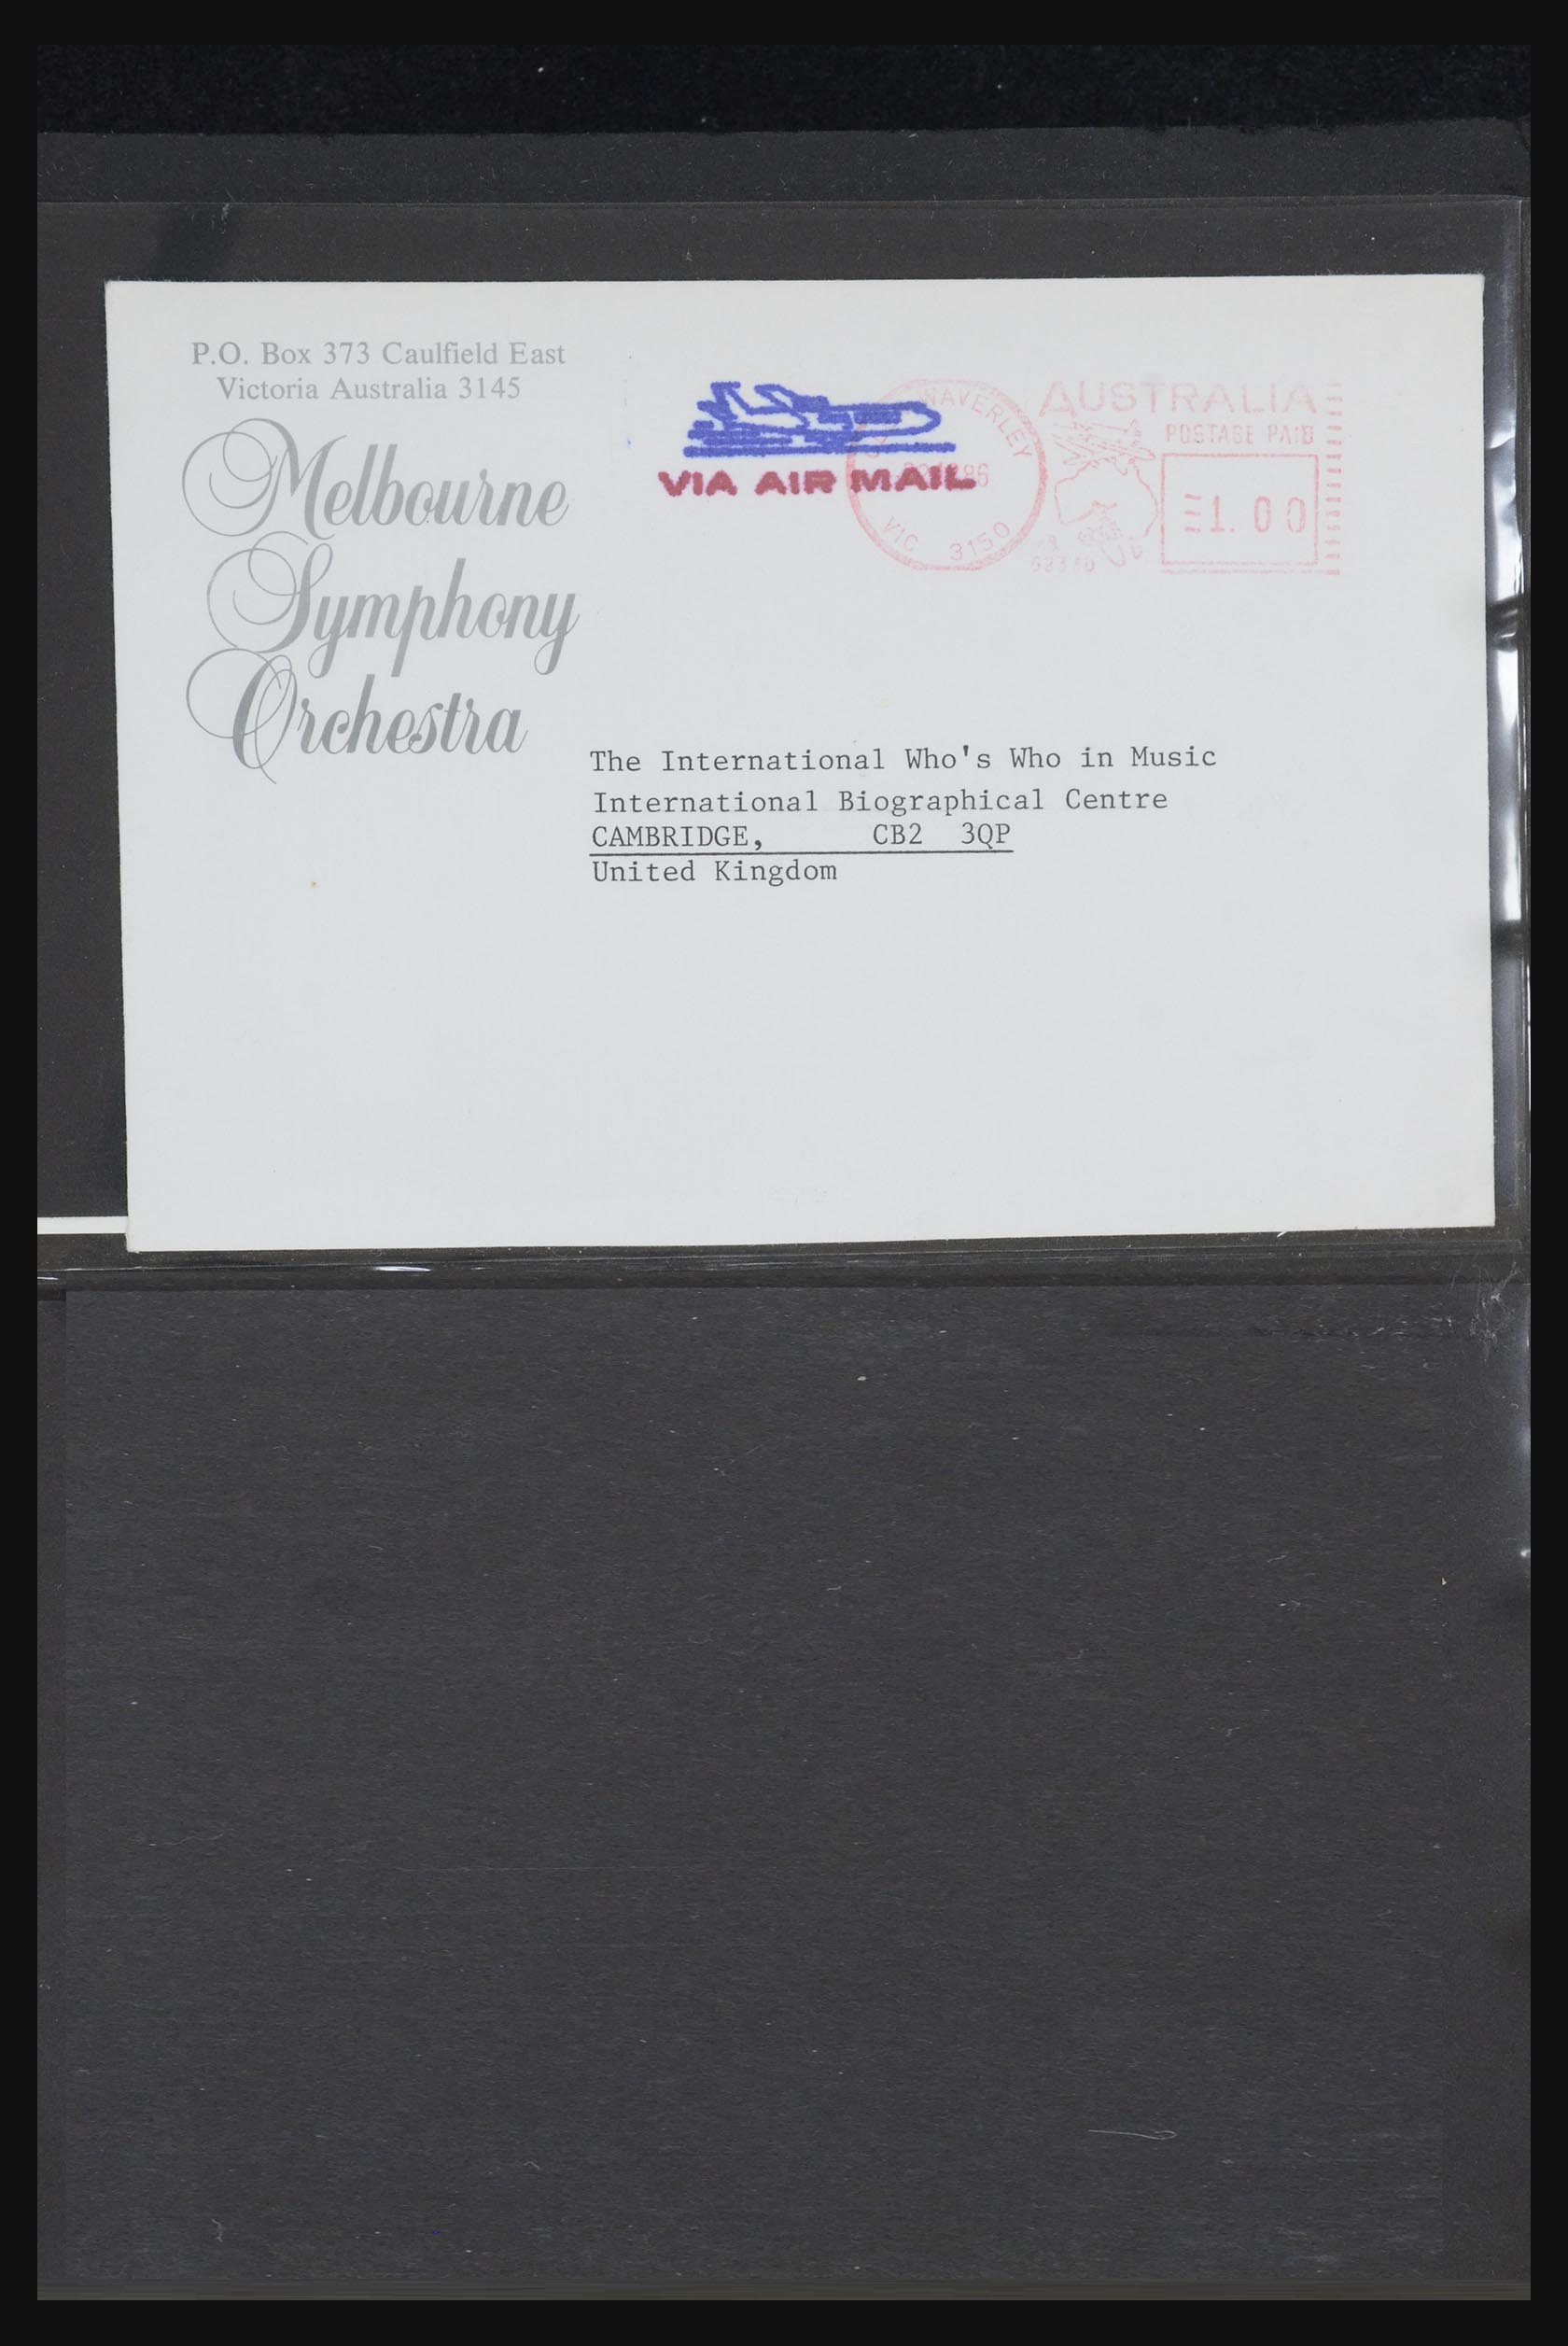 P.O. Box 373 Caulfield East
Victoria Australia 3145
Melbourne
Symphony
Orchestra
VIA AIR MAIL
WAVERLEY
VIC 3150
AUSTRALIA
POSTAGE PAID
1.00
The International Who's Who in Music
International Biographical Centre
CAMBRIDGE, CB2 3QP
United Kingdom